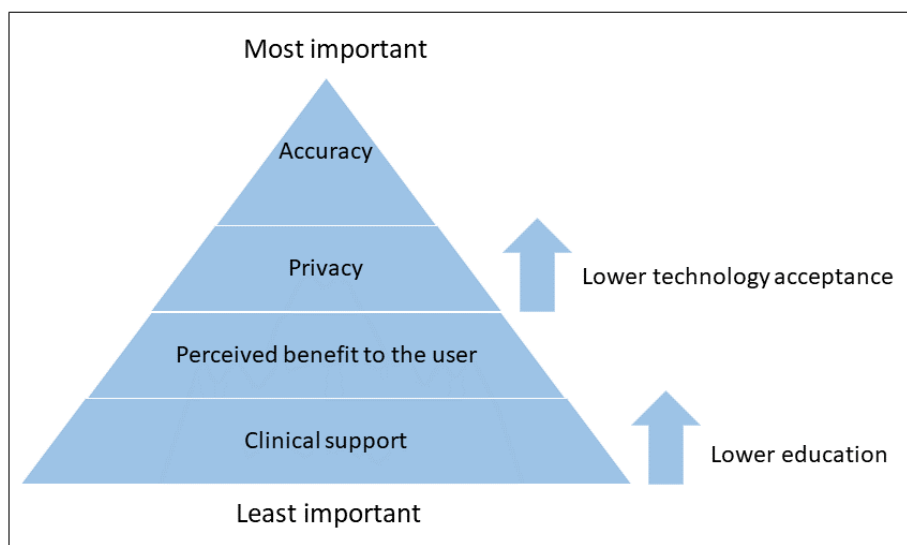 Most important
Accuracy
Privacy
Lower technology acceptance
Perceived benefit to the user
Clinical support
Lower education
Least important